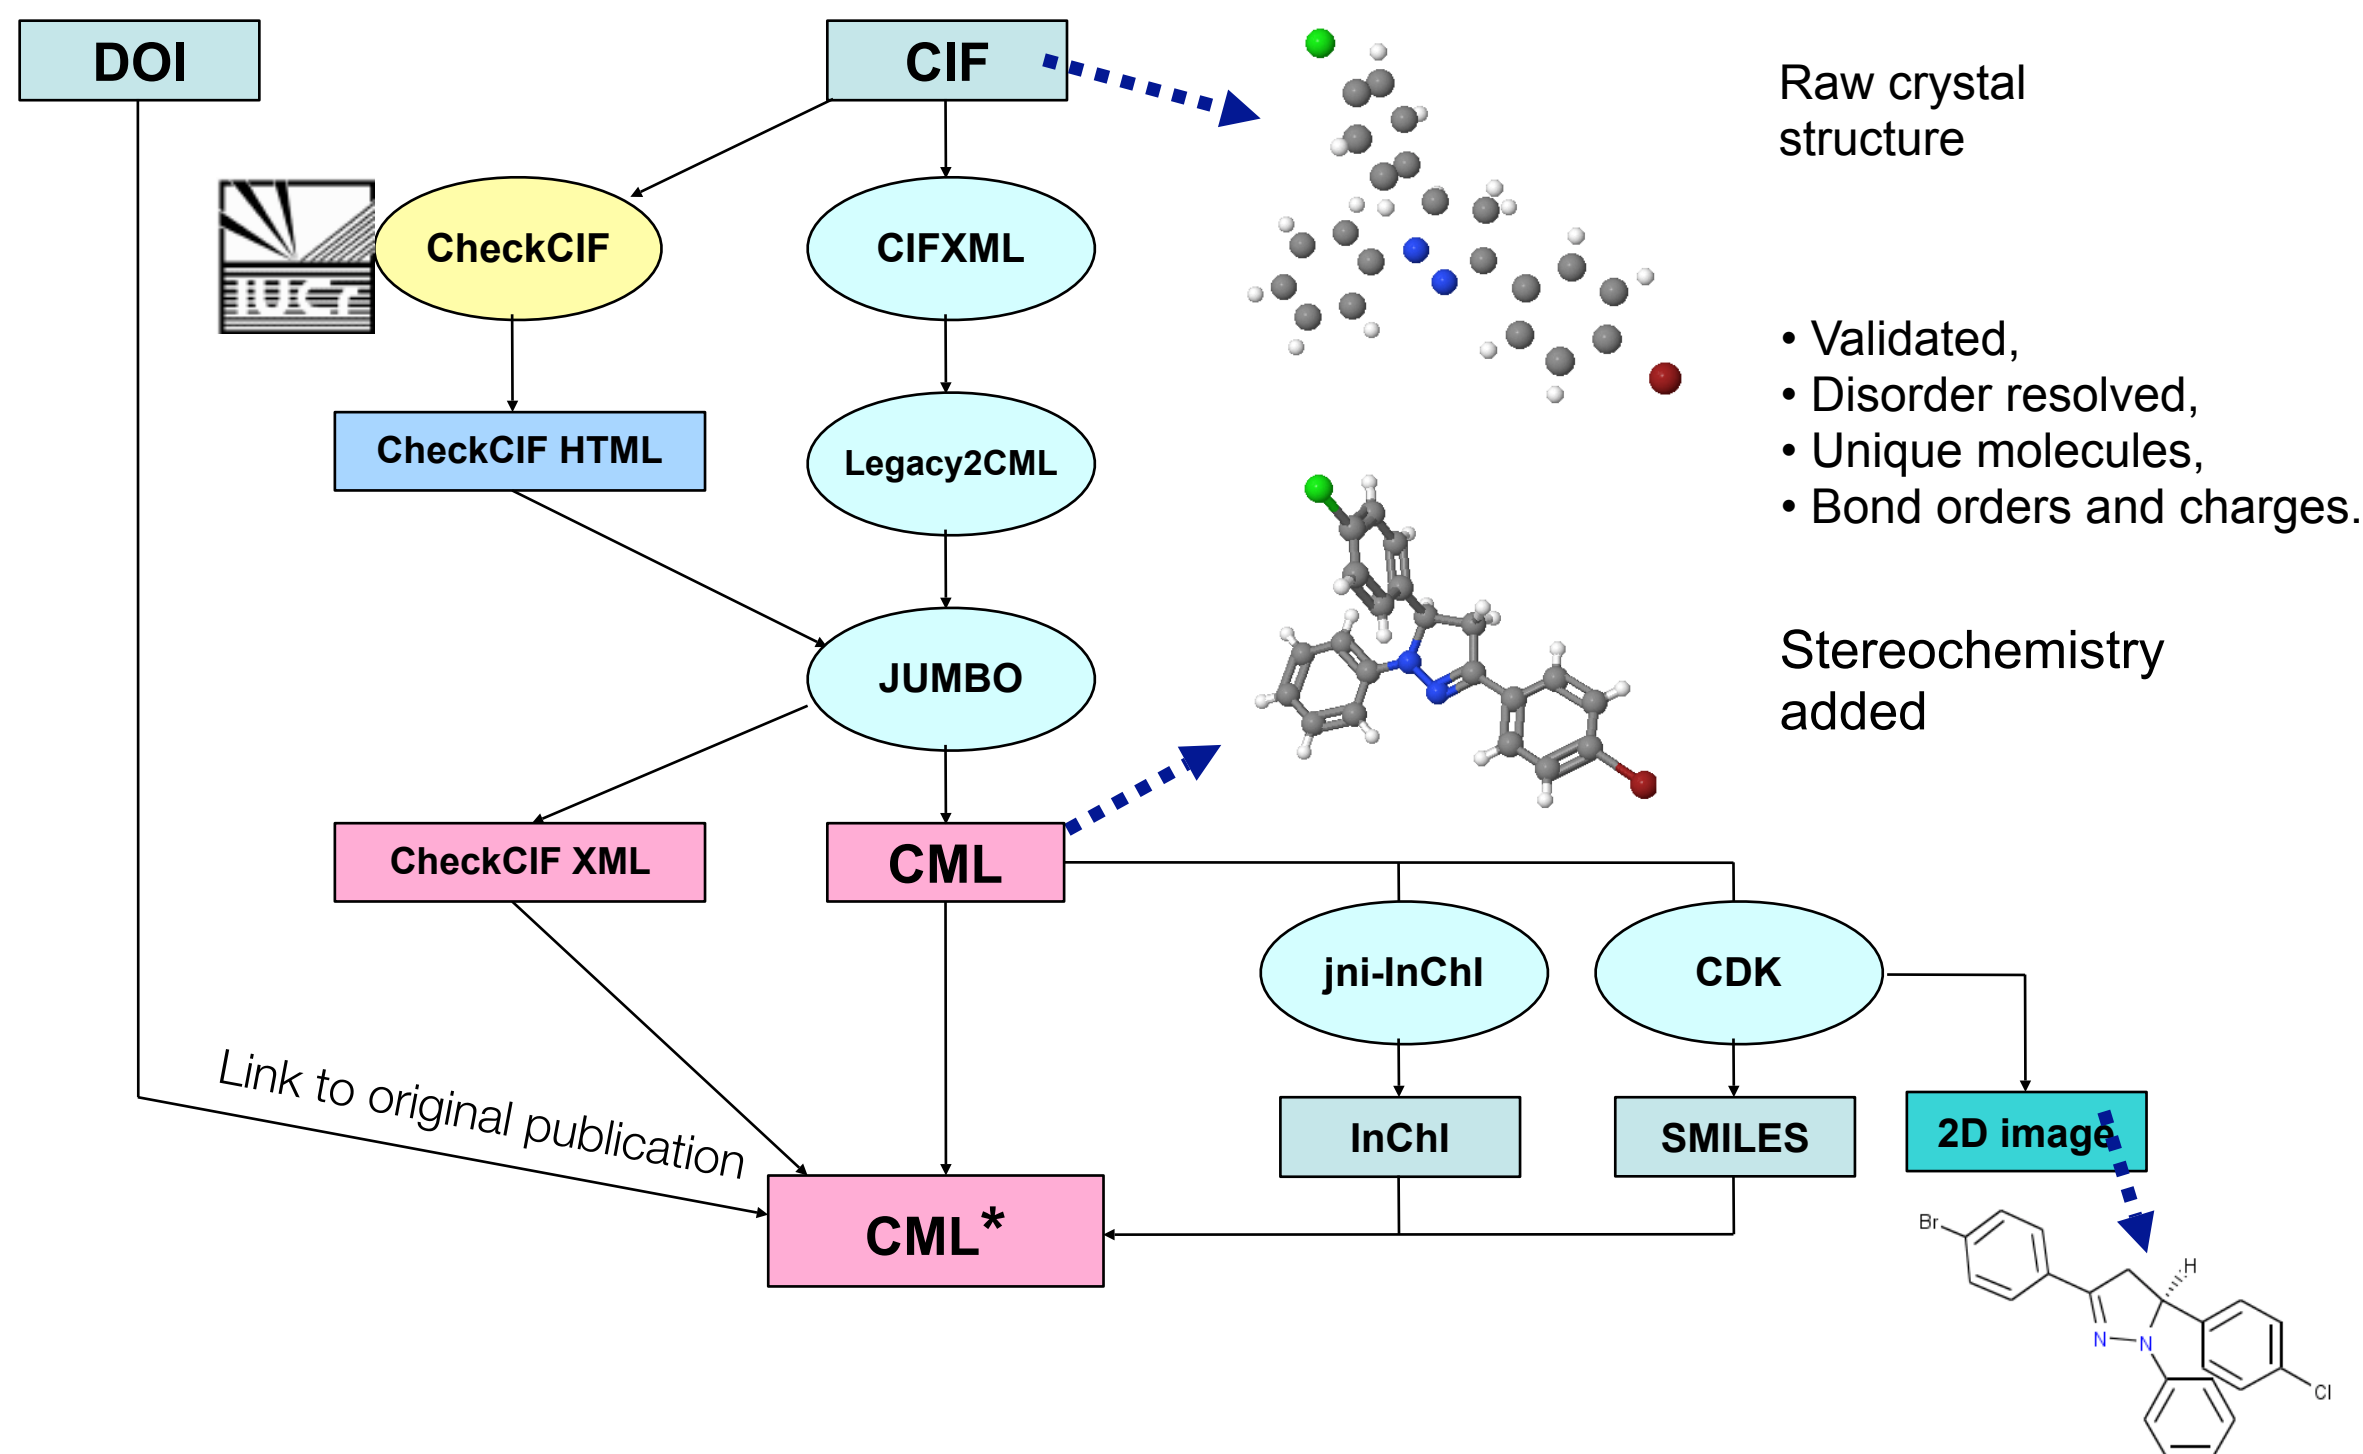 DOI
CIF
Raw crystal
structure
IUCr
CheckCIF
CIFXML
• Validated,
• Disorder resolved,
• Unique molecules,
• Bond orders and charges.
CheckCIF HTML
Legacy2CML
JUMBO
Stereochemistry
added
CheckCIF XML
CML
jni-InChI
CDK
Link to original publication
InChI
SMILES
2D image
CML*
Br
H
N
N
Cl